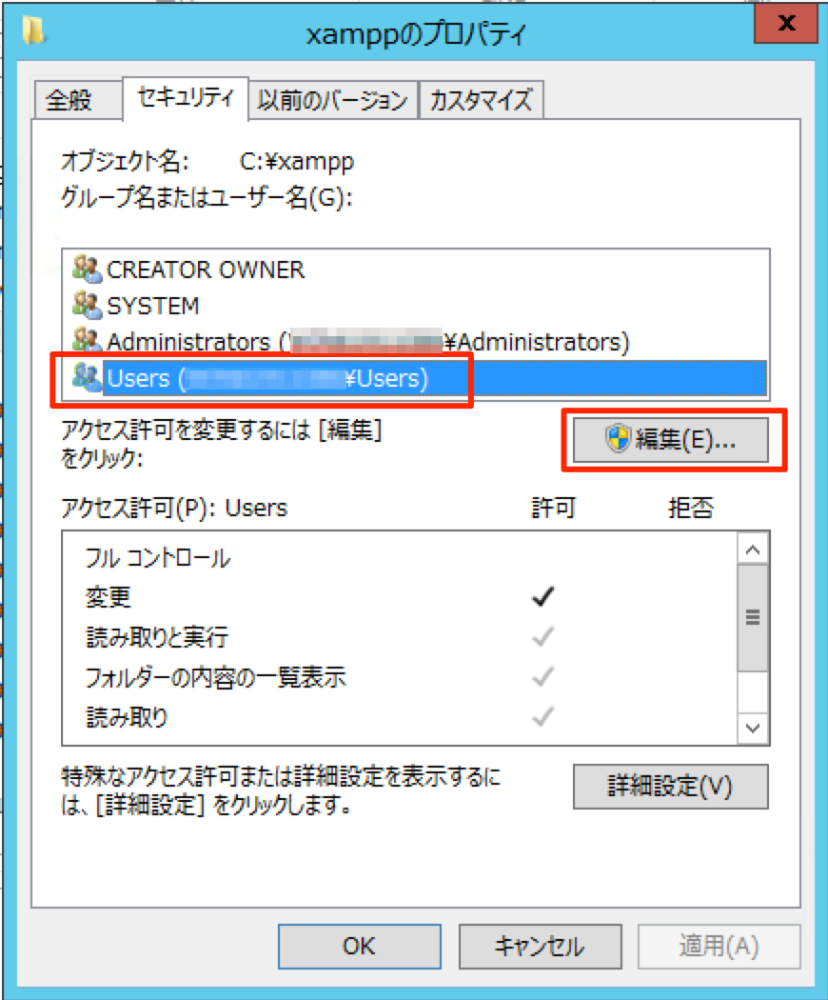 xamppのプロパティ
x
全般 セキュリティ 以前のバージョン カスタマイズ
オブジェクト名: C:¥xampp
グループ名またはユーザー名(G):
CREATOR OWNER
SYSTEM
Administrators ( ¥Administrators)
Users ( ¥Users)
アクセス許可を変更するには [編集]
をクリック:
編集(E)...
アクセス許可(P): Users 許可 拒否
フル コントロール
変更
読み取りと実行
フォルダーの内容の一覧表示
読み取り
特殊なアクセス許可または詳細設定を表示するに
は、[詳細設定] をクリックします。
詳細設定(V)
OK キャンセル 適用(A)